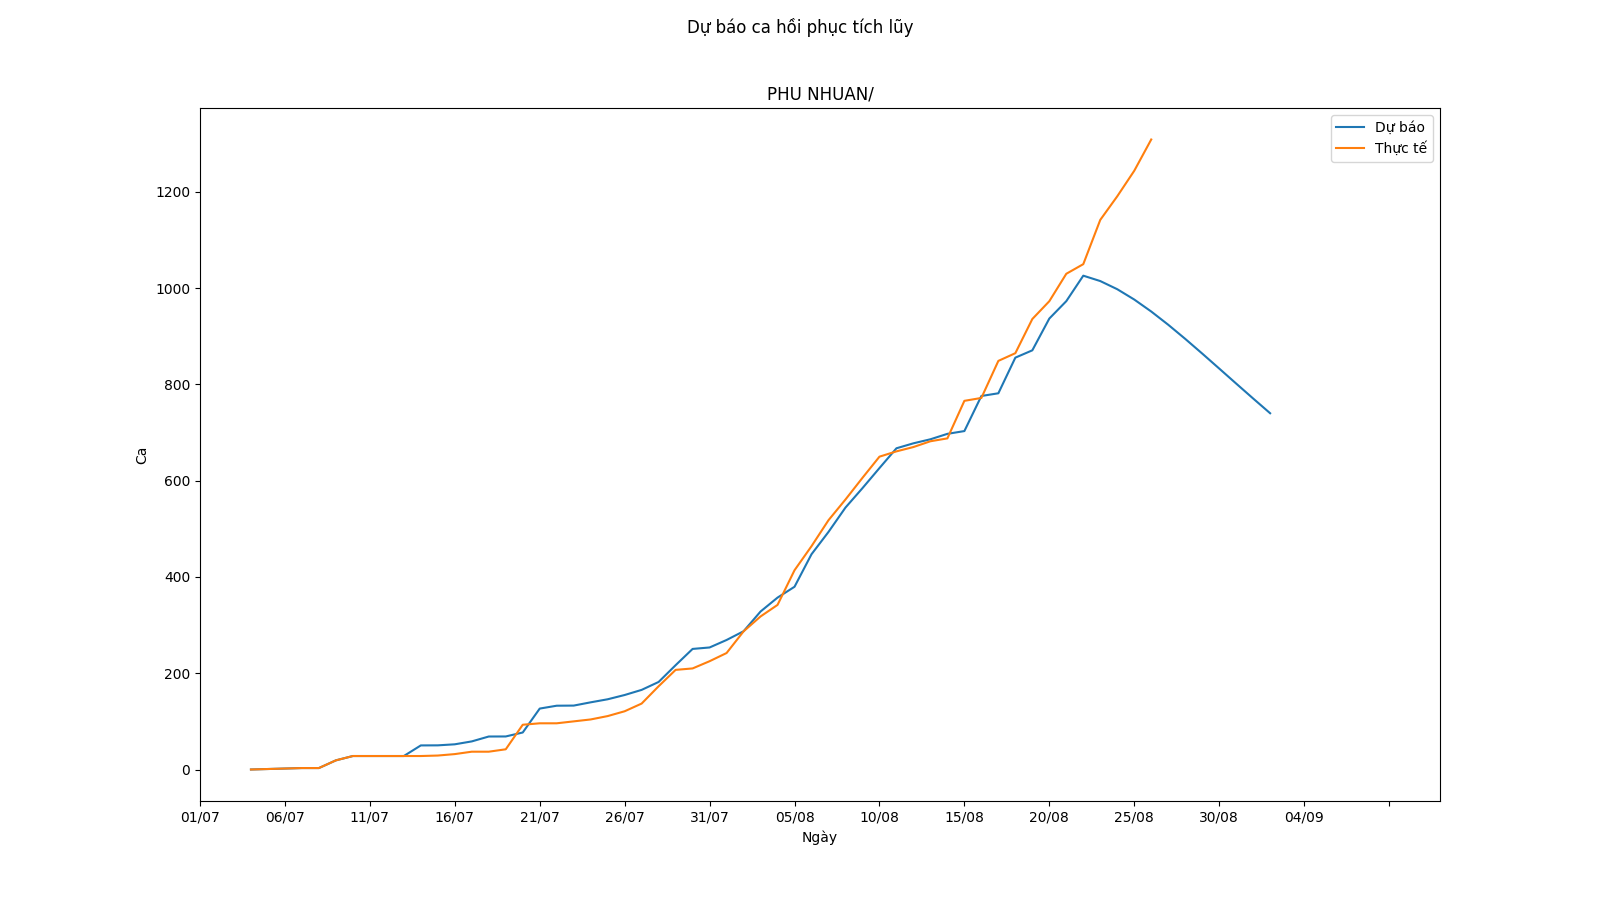 Dự báo ca hồi phục tích lũy
PHU NHUAN/
Dự báo
Thực tế
1200
1000
800
600
400
200
0
Ca
01/07 06/07 11/07 16/07 21/07 26/07 31/07 05/08 10/08 15/08 20/08 25/08 30/08 04/09
Ngày